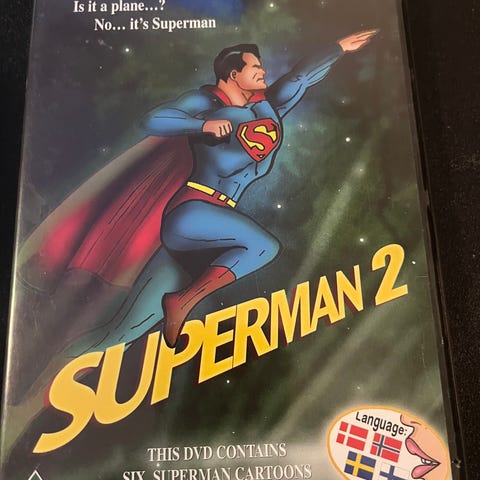 Is it a plane...?
No... it's Superman
S
SUPERMAN 2
Language:
THIS DVD CONTAINS
SIX SUPERMAN CARTOONS